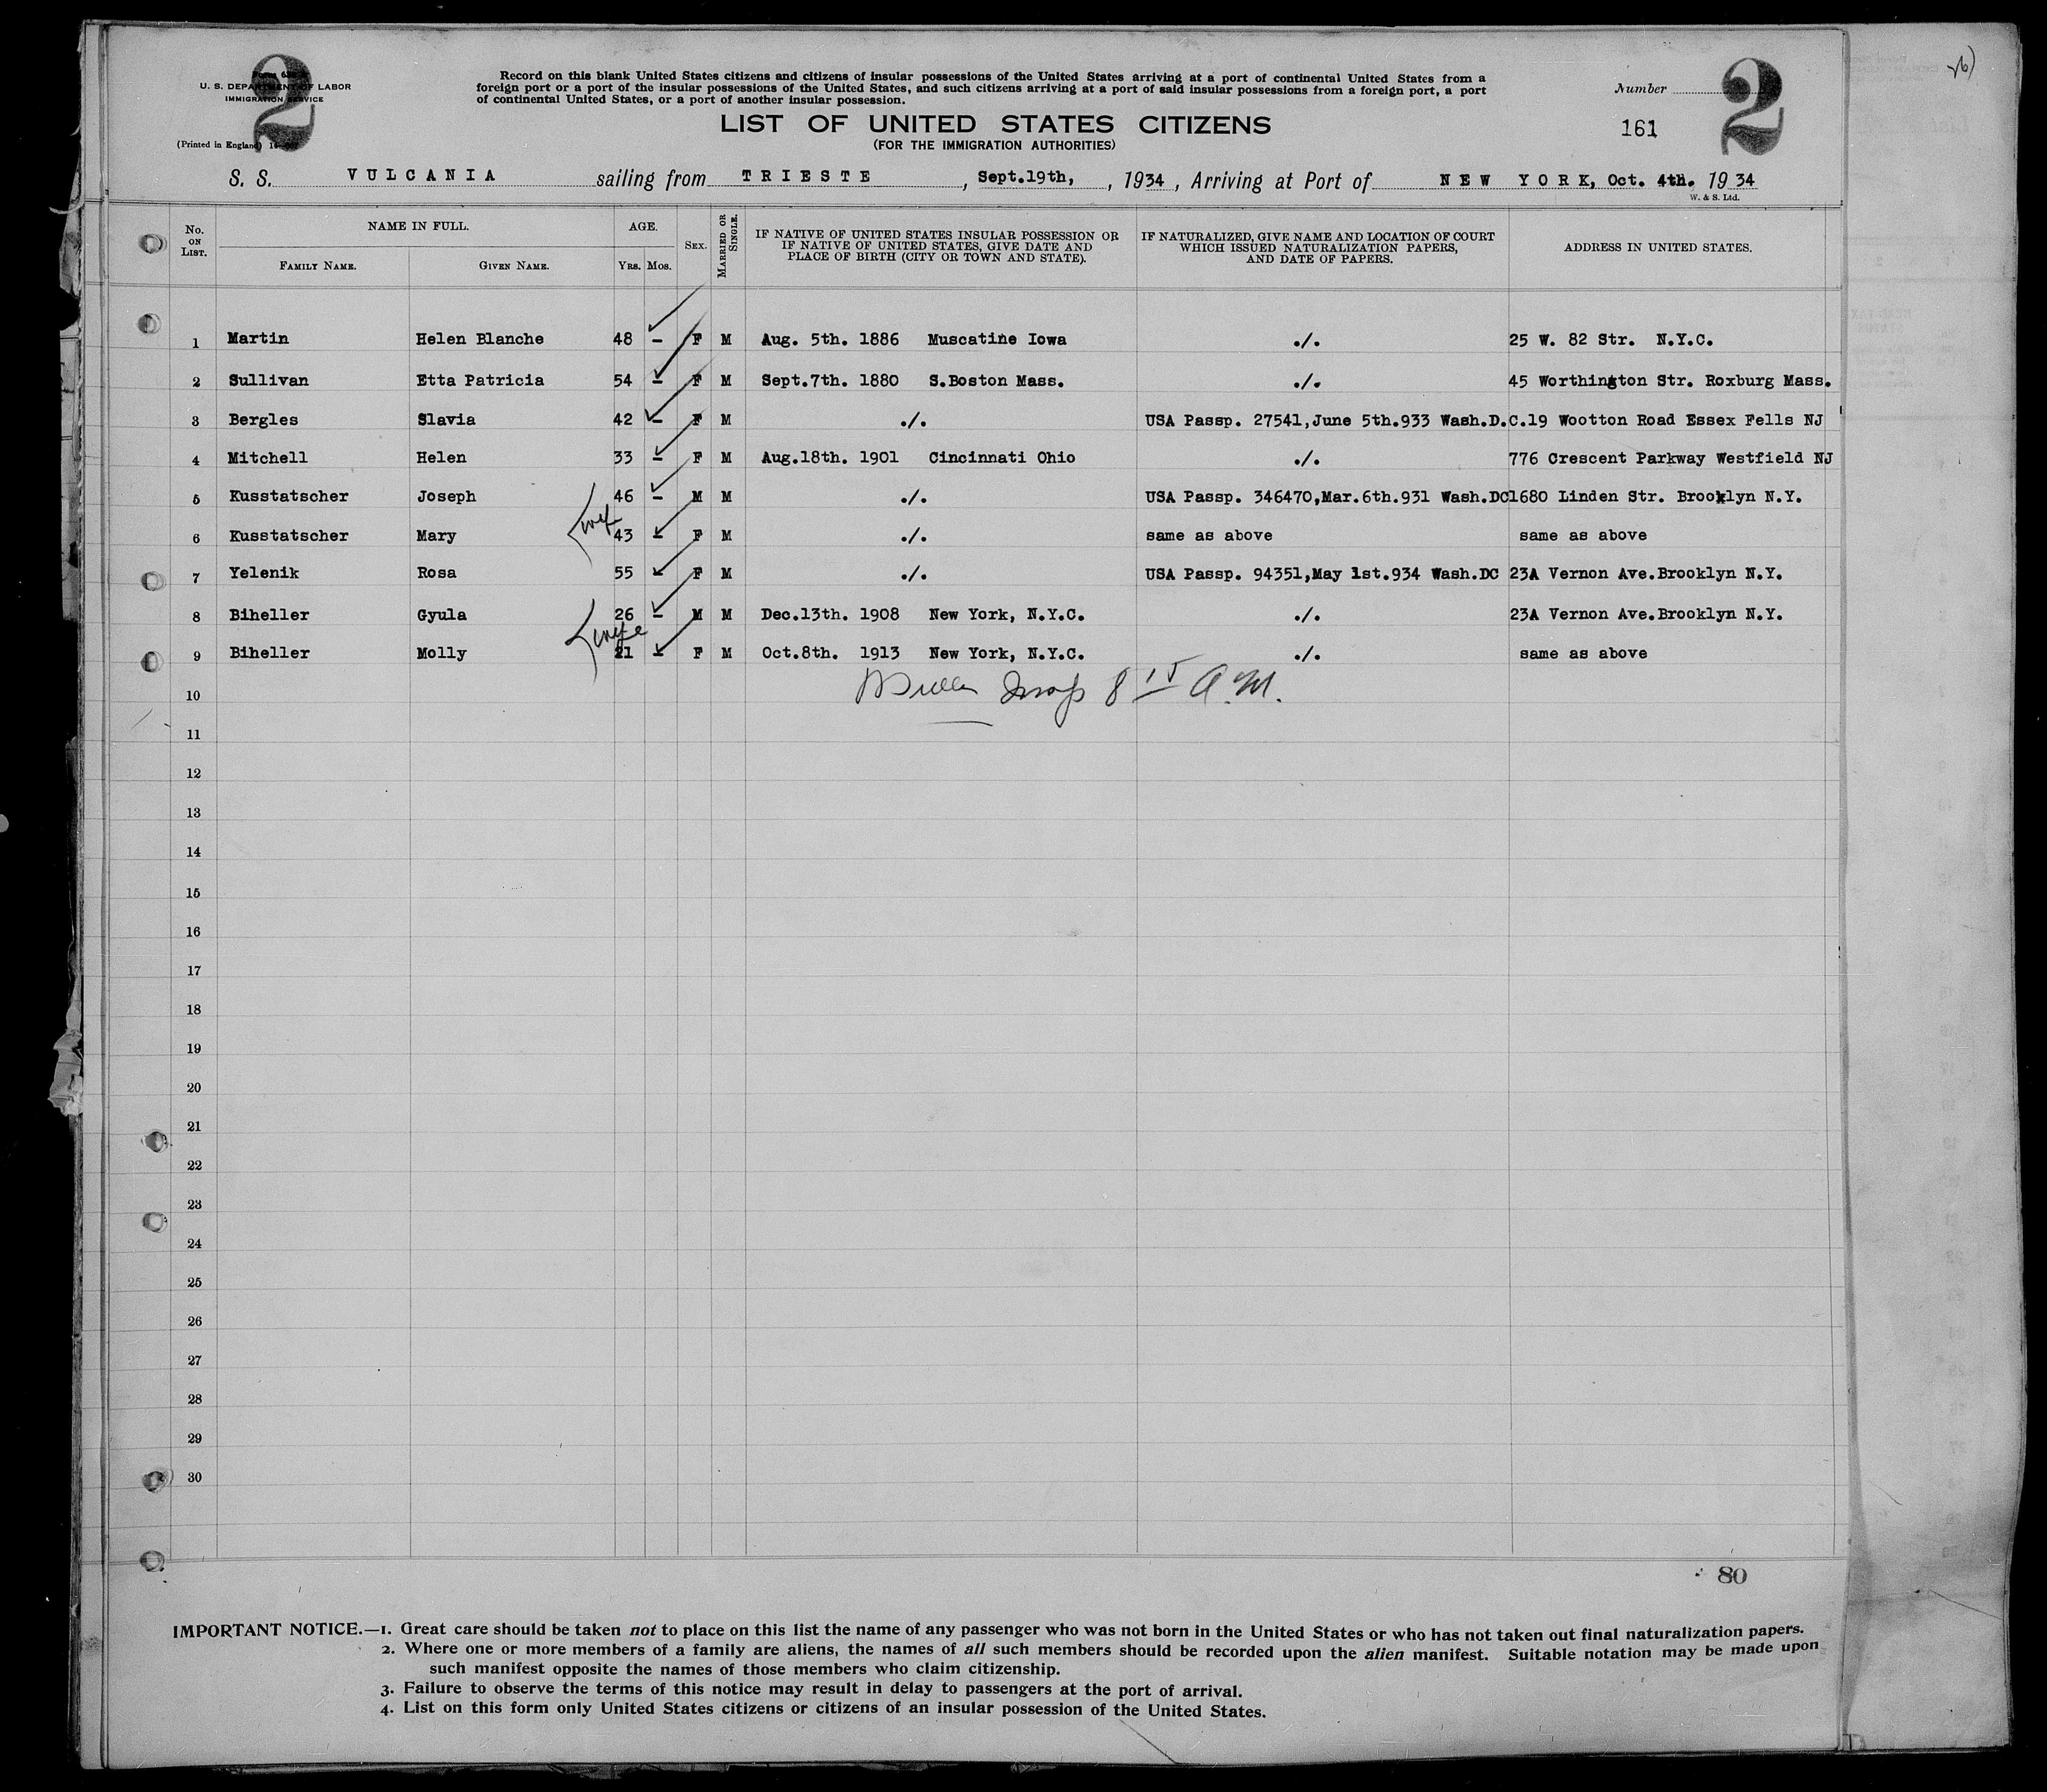 2
Form 630
U. S. DEPARTMENT OF LABOR
IMMIGRATION SERVICE
(Printed in England)
Record on this blank United States citizens and citizens of insular possessions of the United States arriving at a port of continental United States from a
foreign port or a port of the insular possessions of the United States, and such citizens arriving at a port of said insular possessions from a foreign port, a port
of continental United States, or a port of another insular possession.
Number
2
161
LIST OF UNITED STATES CITIZENS
(FOR THE IMMIGRATION AUTHORITIES)
S. S. VULCANIA sailing from TRIESTE, Sept.19th, , 1934, Arriving at Port of NEW YORK, Oct. 4th. 1934
W. & S. Ltd.
No. ON LIST. NAME IN FULL. FAMILY NAME. GIVEN NAME. AGE. YRS. MOS. SEX. MARRIED OR SINGLE. IF NATIVE OF UNITED STATES INSULAR POSSESSION OR IF NATIVE OF UNITED STATES, GIVE DATE AND PLACE OF BIRTH (CITY OR TOWN AND STATE). IF NATURALIZED, GIVE NAME AND LOCATION OF COURT WHICH ISSUED NATURALIZATION PAPERS, AND DATE OF PAPERS. ADDRESS IN UNITED STATES.
1 Martin Helen Blanche 48 – F M Aug. 5th. 1886 Muscatine Iowa ./. 25 W. 82 Str. N.Y.C.
2 Sullivan Etta Patricia 54 – F M Sept.7th. 1880 S.Boston Mass. ./. 45 Worthington Str. Roxburg Mass.
3 Bergles Slavia 42 – F M ./. USA Passp. 27541,June 5th.933 Wash.D.C. 19 Wootton Road Essex Fells NJ
4 Mitchell Helen 33 – F M Aug.18th. 1901 Cincinnati Ohio ./. 776 Crescent Parkway Westfield NJ
5 Kusstatscher Joseph 46 – M M ./. USA Passp. 346470,Mar.6th.931 Wash.DC 1680 Linden Str. Brooklyn N.Y.
6 Kusstatscher Mary 43 – F M ./. same as above same as above
7 Yelenik Rosa 55 – F M ./. USA Passp. 94351,May 1st.934 Wash.DC 23A Vernon Ave.Brooklyn N.Y.
8 Biheller Gyula 26 – M M Dec.13th. 1908 New York, N.Y.C. ./. 23A Vernon Ave.Brooklyn N.Y.
wife
9 Biheller Molly 21 – F M Oct.8th. 1913 New York, N.Y.C. ./. same as above
10 8 15 A.M.
11
12
13
14
15
16
17
18
19
20
21
22
23
24
25
26
27
28
29
30
80
IMPORTANT NOTICE.—1. Great care should be taken not to place on this list the name of any passenger who was not born in the United States or who has not taken out final naturalization papers.
2. Where one or more members of a family are aliens, the names of all such members should be recorded upon the alien manifest. Suitable notation may be made upon
such manifest opposite the names of those members who claim citizenship.
3. Failure to observe the terms of this notice may result in delay to passengers at the port of arrival.
4. List on this form only United States citizens or citizens of an insular possession of the United States.